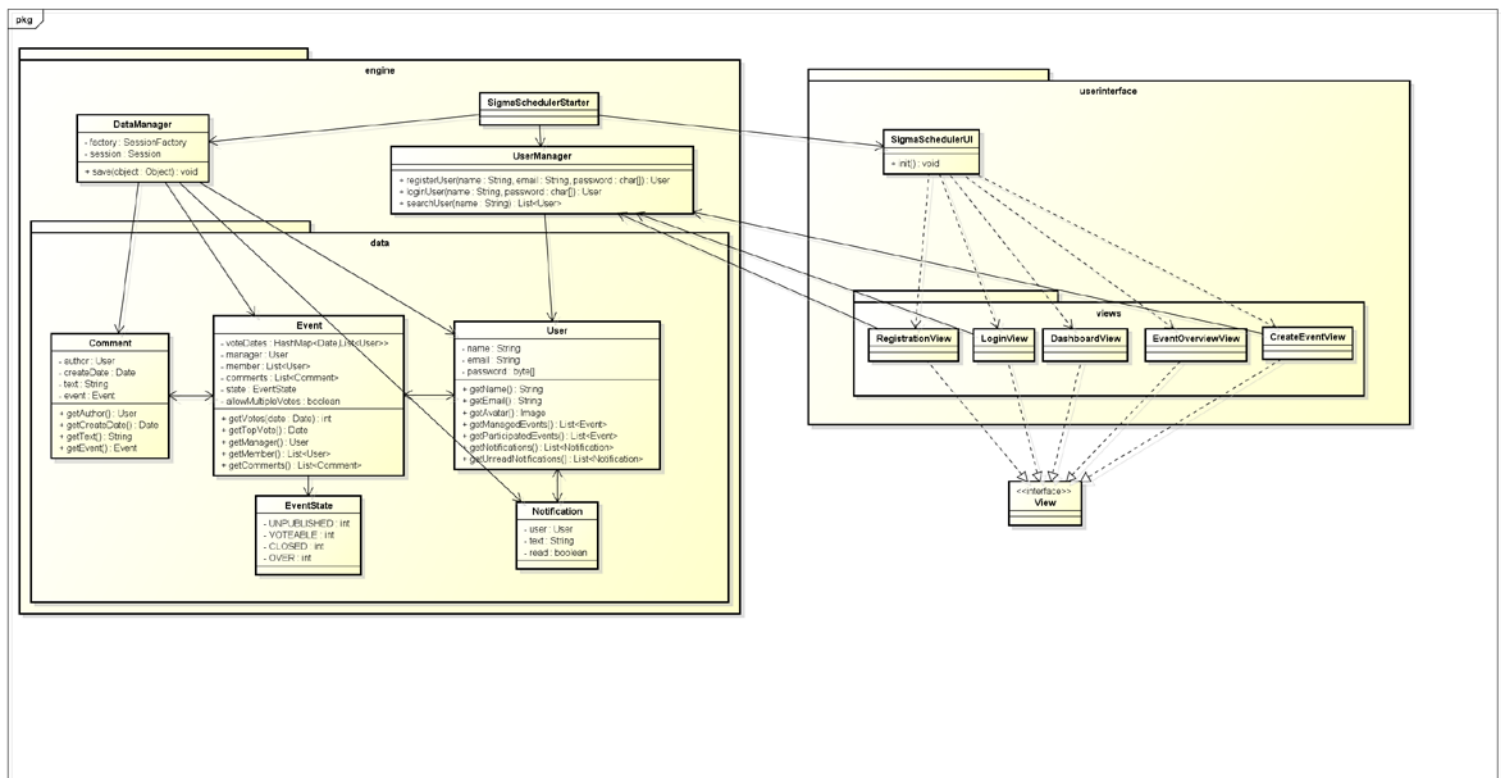 pkg
engine
SigmaSchedulerStarter
DataManager
- factory : SessionFactory
- session : Session
+ save(object : Object) : void
UserManager
+ registerUser(name : String, email : String, password : char[]) : User
+ loginUser(name : String, password : char[]) : User
+ searchUser(name : String) : List<User>
data
Comment
- author : User
- createDate : Date
- text : String
- event : Event
+ getAuthor() : User
+ getCreateDate() : Date
+ getText() : String
+ getEvent() : Event
Event
- voteDates : HashMap<Date,List<User>>
- manager : User
- member : List<User>
- comments : List<Comment>
- state : EventState
- allowMultipleVotes : boolean
+ getVotes(date : Date) : int
+ getTopVote() : Date
+ getManager() : User
+ getMember() : List<User>
+ getComments() : List<Comment>
User
- name : String
- email : String
- password : byte[]
+ getName() : String
+ getEmail() : String
+ getAvatar() : Image
+ getManagedEvents() : List<Event>
+ getParticipatedEvents() : List<Event>
+ getNotifications() : List<Notification>
+ getUnreadNotifications() : List<Notification>
EventState
- UNPUBLISHED : int
- VOTEABLE : int
- CLOSED : int
- OVER : int
Notification
- user : User
- text : String
- read : boolean
userinterface
SigmaSchedulerUI
+ init() : void
views
RegistrationView
LoginView
DashboardView
EventOverviewView
CreateEventView
<<interface>>
View